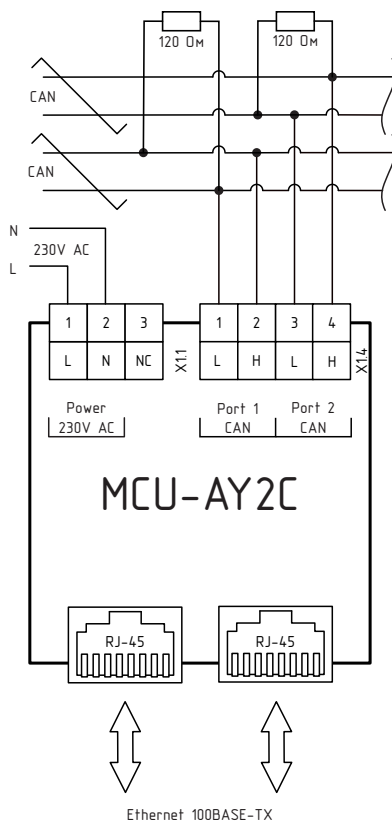 120 Ом 120 Ом
CAN
CAN
N
230V AC
L
1 2 3 1 2 3 4
L N NC X1.1 L H L H X1.4
Power Port 1 Port 2
230V AC CAN CAN
MCU-AY2C
RJ-45 RJ-45
Ethernet 100BASE-TX